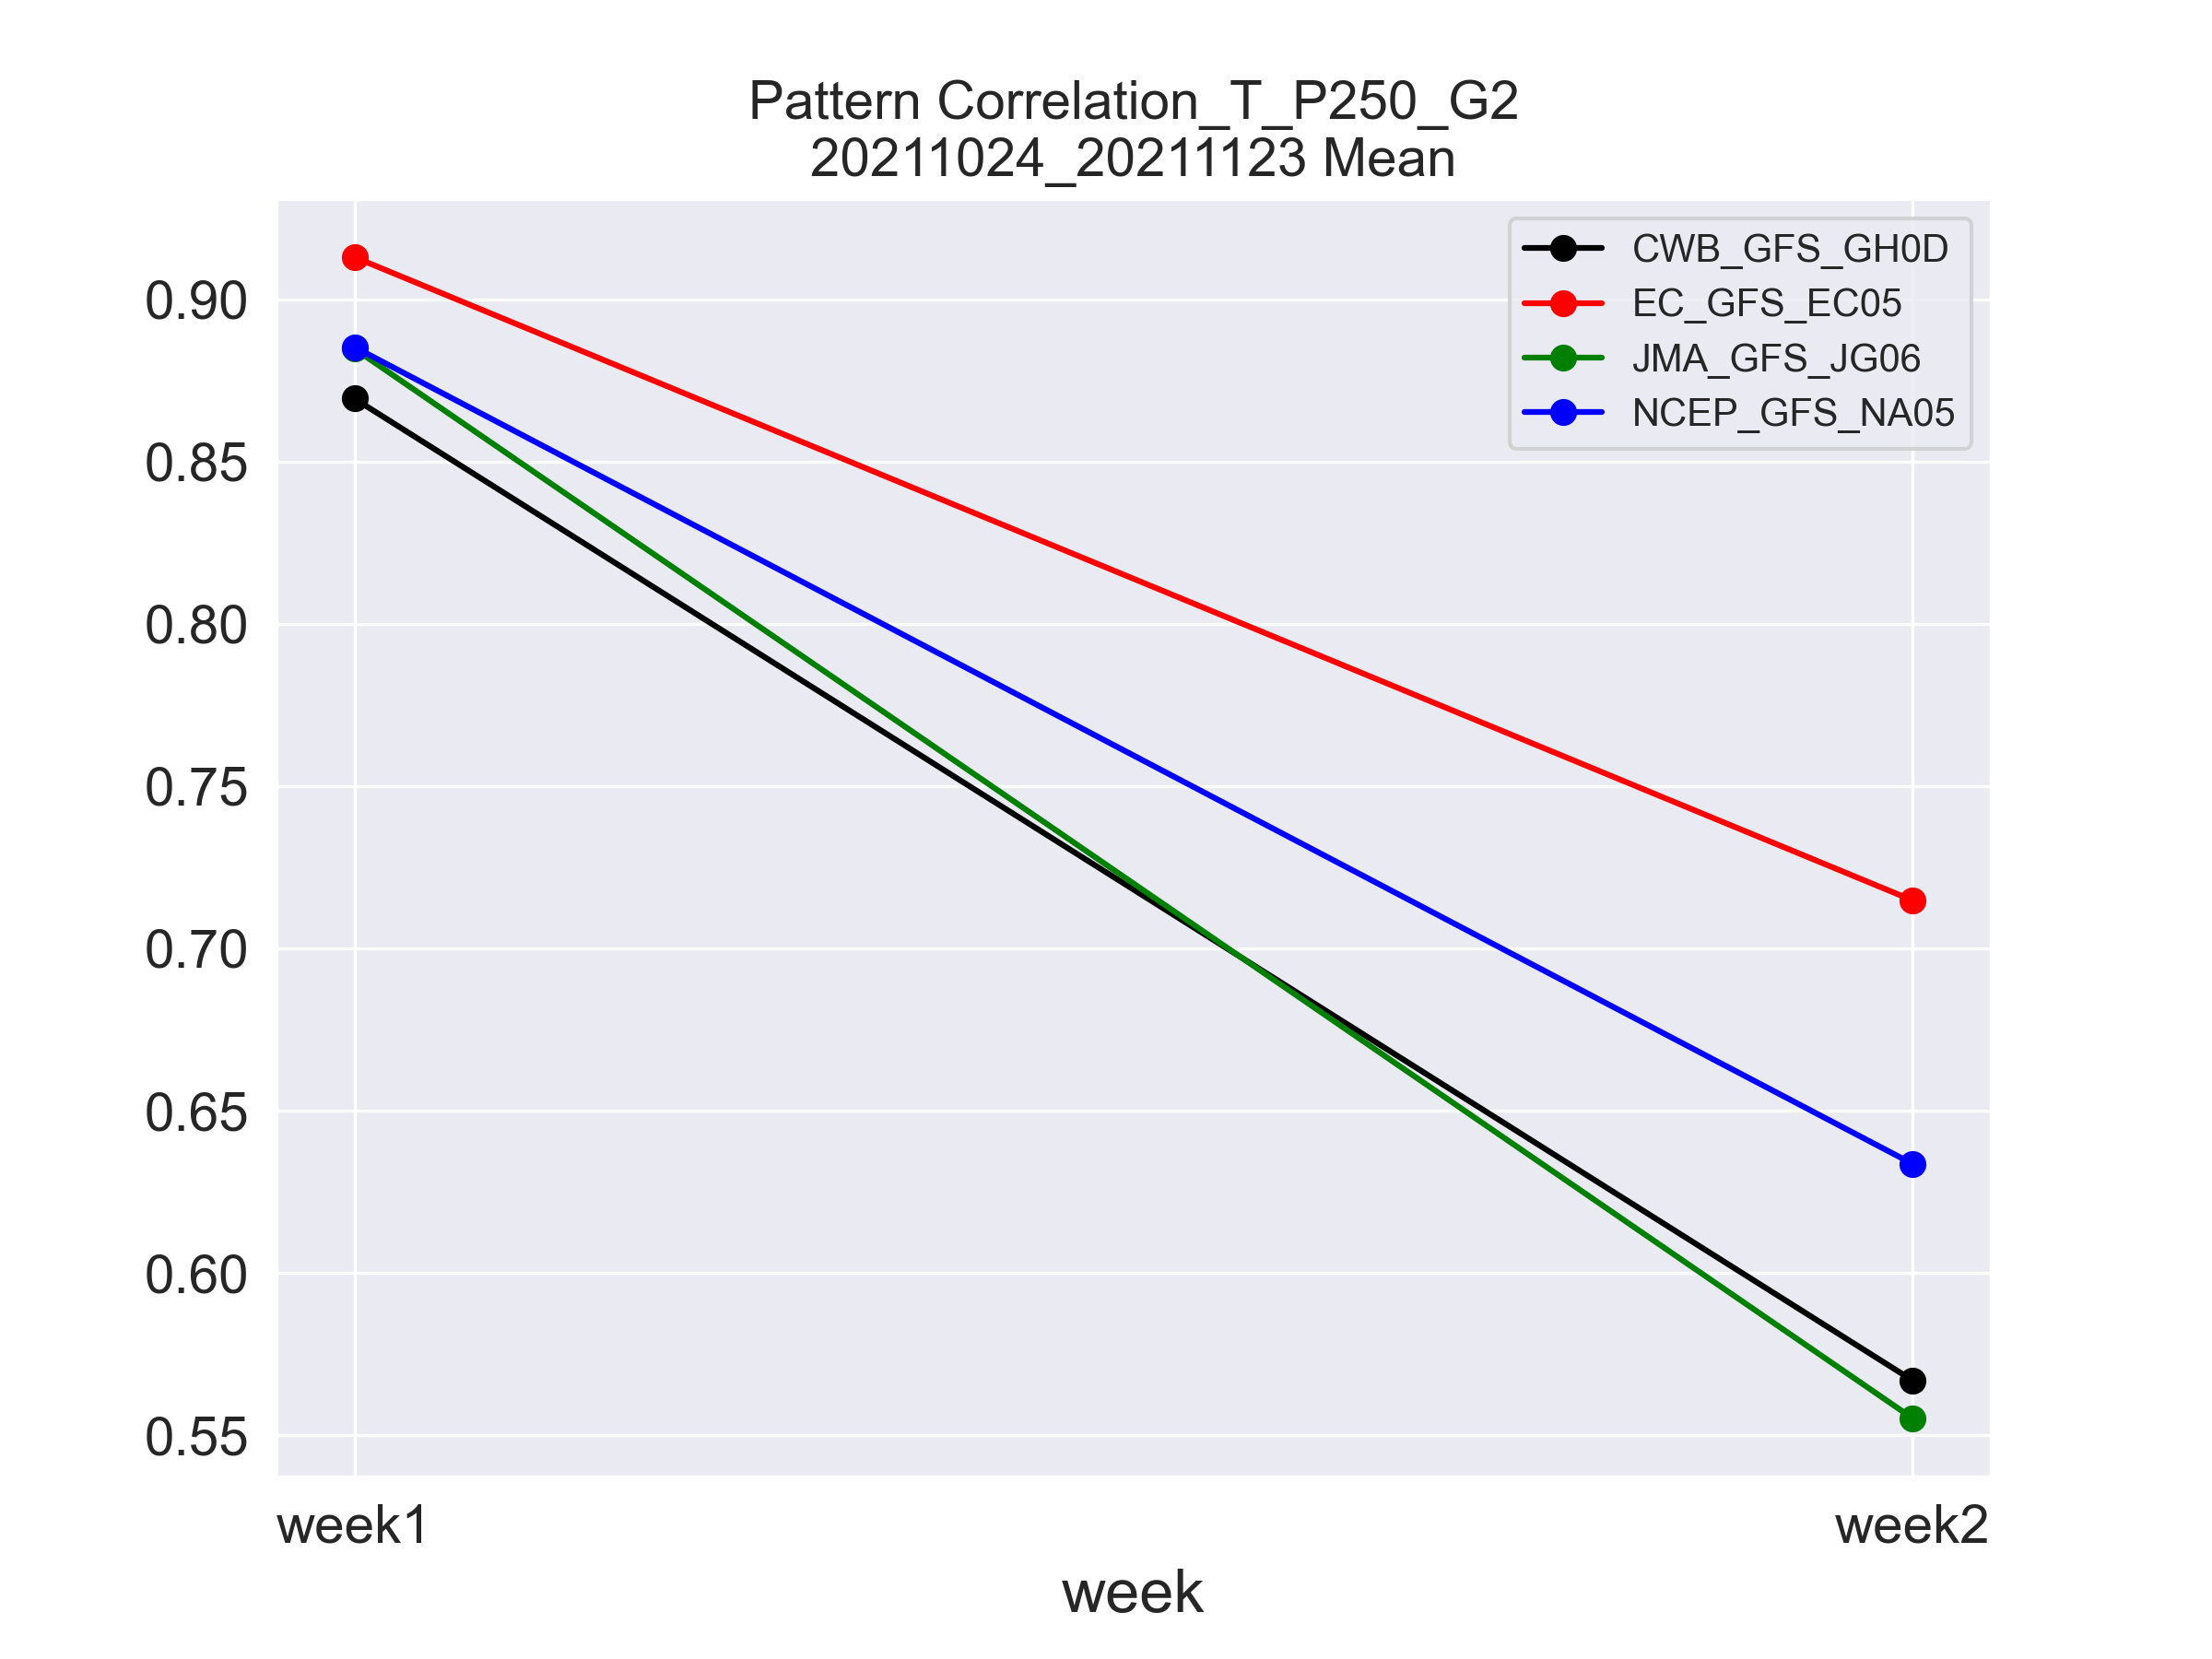 Pattern Correlation_T_P250_G2
20211024_20211123 Mean
CWB_GFS_GH0D
EC_GFS_EC05
JMA_GFS_JG06
NCEP_GFS_NA05
0.90
0.85
0.80
0.75
0.70
0.65
0.60
0.55
week1
week2
week